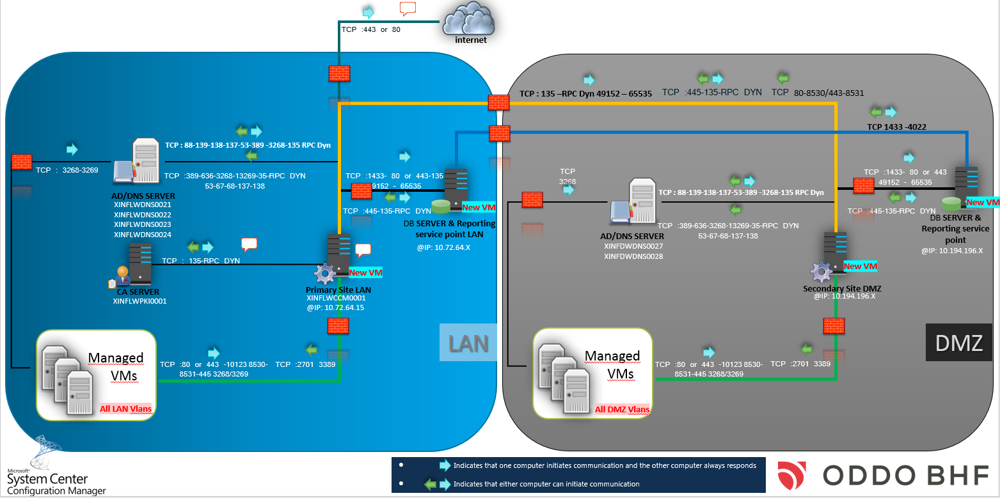 TCP :443 or 80
internet
TCP : 135 –RPC Dyn 49152 – 65535
TCP :445-135-RPC DYN
TCP 80-8530/443-8531
TCP 1433 -4022
TCP : 3268-3269
TCP : 88-139-138-137-53-389 -3268-135 RPC Dyn
TCP :389-636-3268-13269-35-RPC DYN
53-67-68-137-138
AD/DNS SERVER
XINFLWDNS0021
XINFLWDNS0022
XINFLWDNS0023
XINFLWDNS0024
TCP :1433- 80 or 443-135
49152 – 65535
TCP :445-135-RPC DYN
New VM
DB SERVER & Reporting
service point LAN
@IP: 10.72.64.X
TCP : 135-RPC DYN
CA SERVER
XINFLWPKI0001
New VM
Primary Site LAN
XINFLWCCM0001
@IP: 10.72.64.15
LAN
Managed
VMs
All LAN Vlans
TCP :80 or 443 -10123 8530-
8531-445 3268/3269
TCP :2701 3389
TCP
3268
TCP : 88-139-138-137-53-389 -3268-135 RPC Dyn
TCP :389-636-3268-13269-35-RPC DYN
53-67-68-137-138
AD/DNS SERVER
XINFDWDNS0027
XINFDWDNS0028
TCP :1433- 80 or 443
49152 – 65535
TCP :445-135-RPC DYN
New VM
DB SERVER &
Reporting service
point
@IP: 10.194.196.X
New VM
Secondary Site DMZ
@IP: 10.194.196.X
DMZ
Managed
VMs
All DMZ Vlans
TCP :80 or 443 -10123 8530-
8531-445 3268/3269
TCP :2701 3389
Microsoft®
System Center
Configuration Manager
• Indicates that one computer initiates communication and the other computer always responds
• Indicates that either computer can initiate communication
ODDO BHF